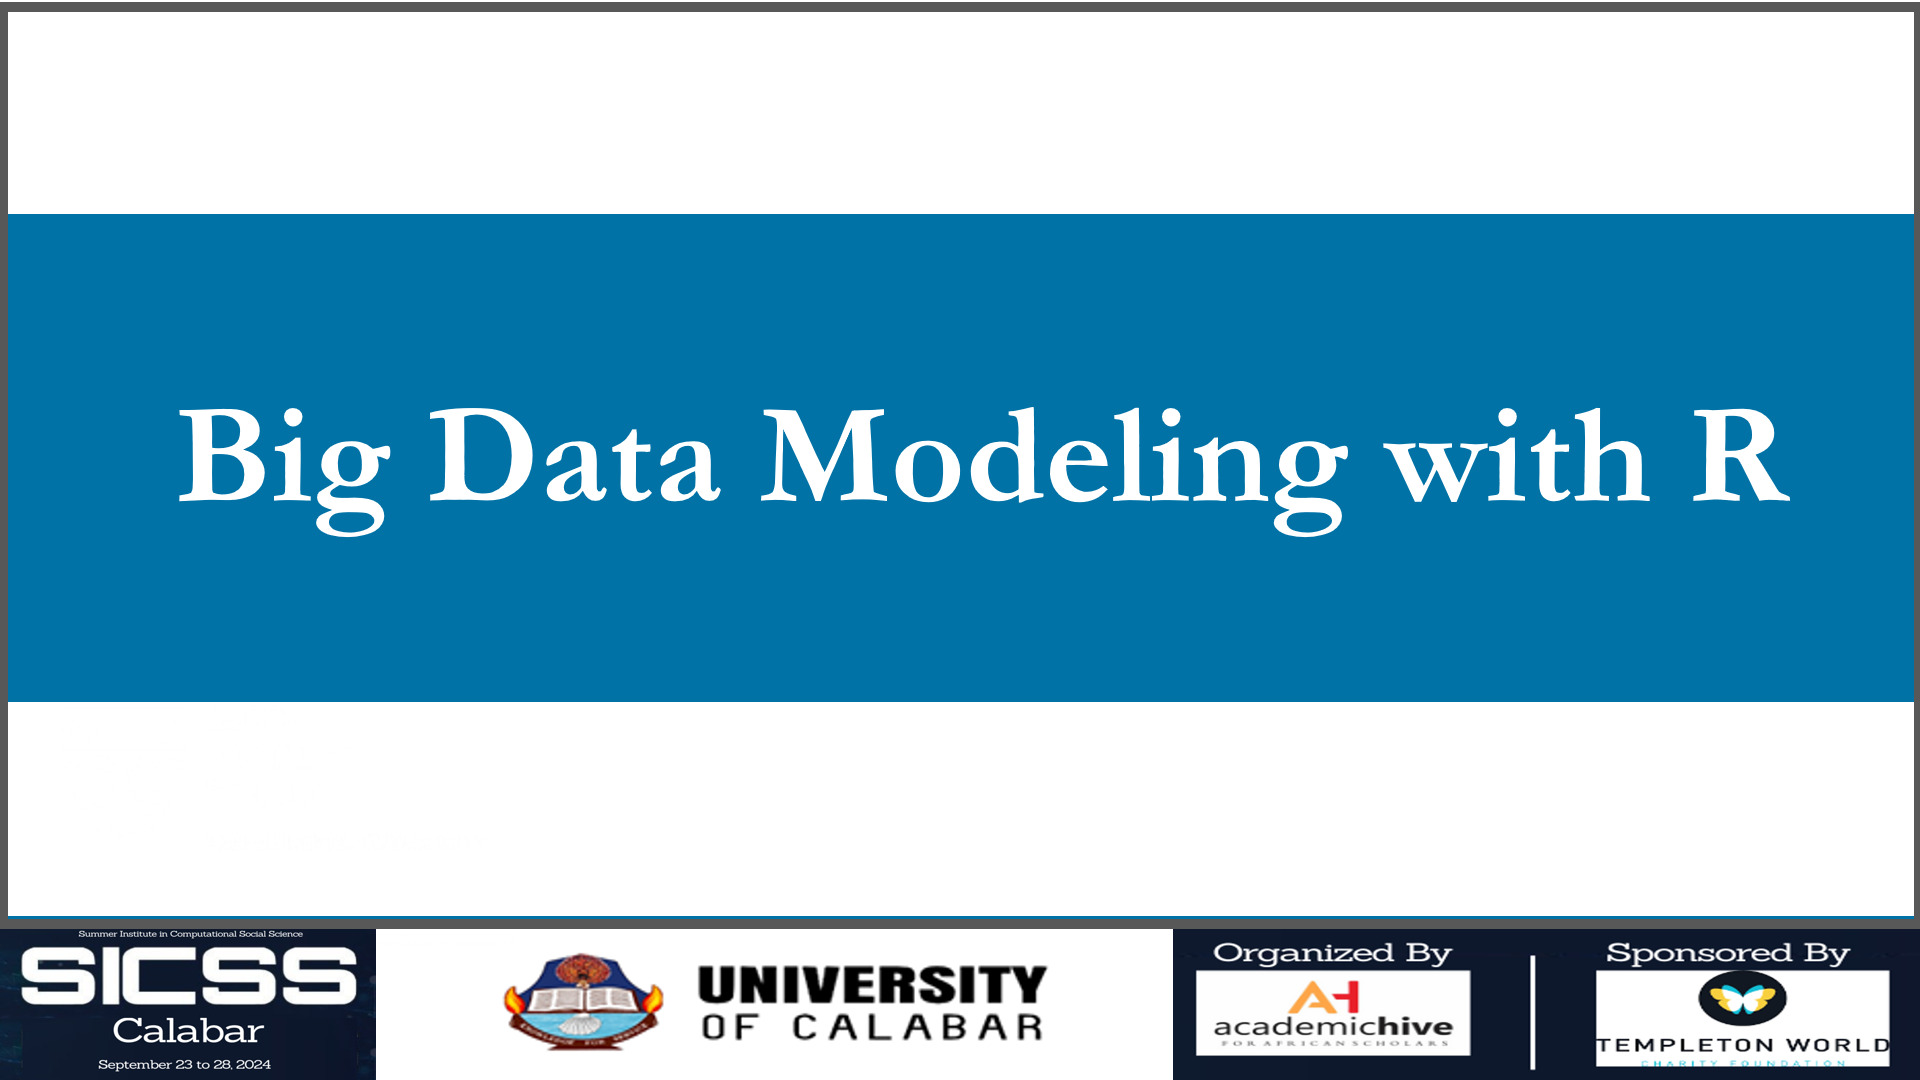 Big Data Modeling with R
Summer Institute in Computational Social Science
SICSS
Calabar
September 23 to 28, 2024
UNIVERSITY
OF CALABAR
Organized By
AH
academichive
FOR AFRICAN SCHOLARS
Sponsored By
TEMPLETON WORLD
CHARITY FOUNDATION